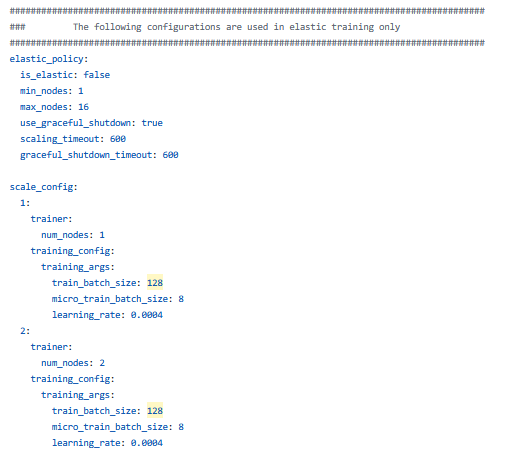 ###########################################################################################
###         The following configurations are used in elastic training only
###########################################################################################
elastic_policy:
  is_elastic: false
  min_nodes: 1
  max_nodes: 16
  use_graceful_shutdown: true
  scaling_timeout: 600
  graceful_shutdown_timeout: 600

scale_config:
  1:
    trainer:
      num_nodes: 1
    training_config:
      training_args:
        train_batch_size: 128
        micro_train_batch_size: 8
        learning_rate: 0.0004
  2:
    trainer:
      num_nodes: 2
    training_config:
      training_args:
        train_batch_size: 128
        micro_train_batch_size: 8
        learning_rate: 0.0004